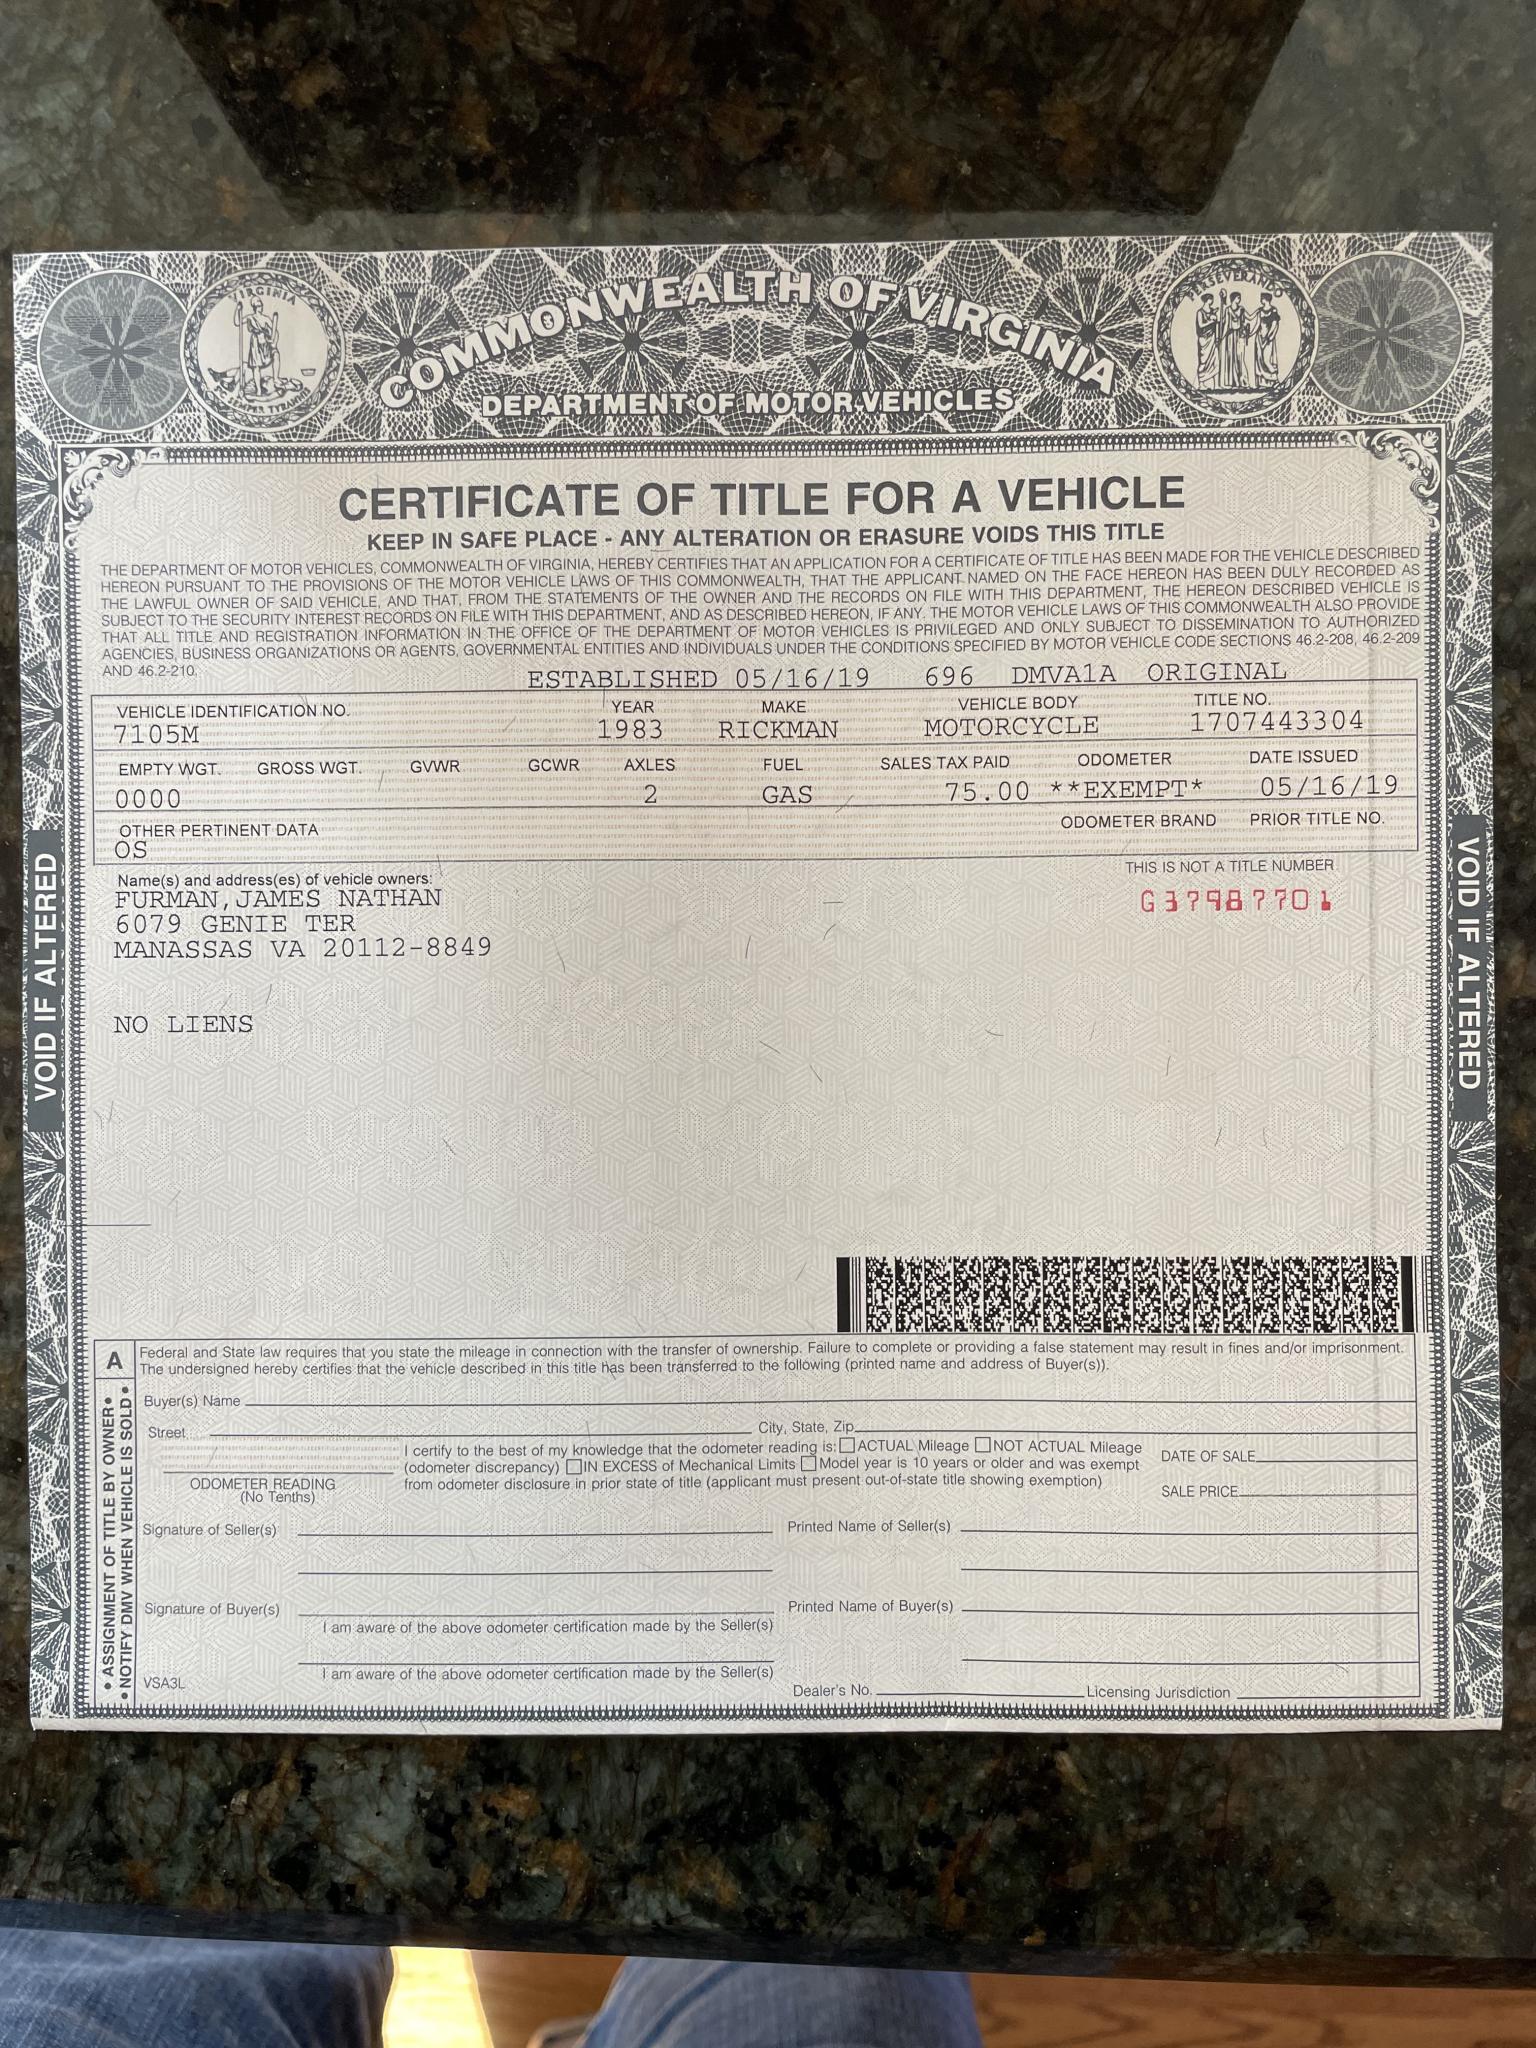 COMMONWEALTH OF VIRGINIA
VIRGINIA
PERSEVERANDO
DEPARTMENT OF MOTOR VEHICLES
CERTIFICATE OF TITLE FOR A VEHICLE
KEEP IN SAFE PLACE - ANY ALTERATION OR ERASURE VOIDS THIS TITLE
THE DEPARTMENT OF MOTOR VEHICLES, COMMONWEALTH OF VIRGINIA, HEREBY CERTIFIES THAT AN APPLICATION FOR A CERTIFICATE OF TITLE HAS BEEN MADE FOR THE VEHICLE DESCRIBED
HEREON PURSUANT TO THE PROVISIONS OF THE MOTOR VEHICLE LAWS OF THIS COMMONWEALTH, THAT THE APPLICANT NAMED ON THE FACE HEREON HAS BEEN DULY RECORDED AS
THE LAWFUL OWNER OF SAID VEHICLE, AND THAT, FROM THE STATEMENTS OF THE OWNER AND THE RECORDS ON FILE WITH THIS DEPARTMENT, THE HEREON DESCRIBED VEHICLE IS
SUBJECT TO THE SECURITY INTEREST RECORDS ON FILE WITH THIS DEPARTMENT, AND AS DESCRIBED HEREON, IF ANY. THE MOTOR VEHICLE LAWS OF THIS COMMONWEALTH ALSO PROVIDE
THAT ALL TITLE AND REGISTRATION INFORMATION IN THE OFFICE OF THE DEPARTMENT OF MOTOR VEHICLES IS PRIVILEGED AND ONLY SUBJECT TO DISSEMINATION TO AUTHORIZED
AGENCIES, BUSINESS ORGANIZATIONS OR AGENTS, GOVERNMENTAL ENTITIES AND INDIVIDUALS UNDER THE CONDITIONS SPECIFIED BY MOTOR VEHICLE CODE SECTIONS 46.2-208, 46.2-209
AND 46.2-210.
ESTABLISHED 05/16/19 696 DMVA1A ORIGINAL
VEHICLE IDENTIFICATION NO. YEAR MAKE VEHICLE BODY TITLE NO.
7105M 1983 RICKMAN MOTORCYCLE 1707443304
EMPTY WGT. GROSS WGT. GVWR GCWR AXLES FUEL SALES TAX PAID ODOMETER DATE ISSUED
0000 2 GAS 75.00 **EXEMPT* 05/16/19
OTHER PERTINENT DATA ODOMETER BRAND PRIOR TITLE NO.
OS
THIS IS NOT A TITLE NUMBER
G37987701
Name(s) and address(es) of vehicle owners:
FURMAN,JAMES NATHAN
6079 GENIE TER
MANASSAS VA 20112-8849
NO LIENS
VOID IF ALTERED
VOID IF ALTERED
A
Federal and State law requires that you state the mileage in connection with the transfer of ownership. Failure to complete or providing a false statement may result in fines and/or imprisonment.
The undersigned hereby certifies that the vehicle described in this title has been transferred to the following (printed name and address of Buyer(s)).
• ASSIGNMENT OF TITLE BY OWNER •
• NOTIFY DMV WHEN VEHICLE IS SOLD •
Buyer(s) Name
Street City, State, Zip
I certify to the best of my knowledge that the odometer reading is: ACTUAL Mileage NOT ACTUAL Mileage
(odometer discrepancy) IN EXCESS of Mechanical Limits Model year is 10 years or older and was exempt
from odometer disclosure in prior state of title (applicant must present out-of-state title showing exemption)
ODOMETER READING
(No Tenths)
DATE OF SALE
SALE PRICE
Signature of Seller(s) Printed Name of Seller(s)
Signature of Buyer(s) Printed Name of Buyer(s)
I am aware of the above odometer certification made by the Seller(s)
I am aware of the above odometer certification made by the Seller(s)
VSA3L
Dealer's No. Licensing Jurisdiction